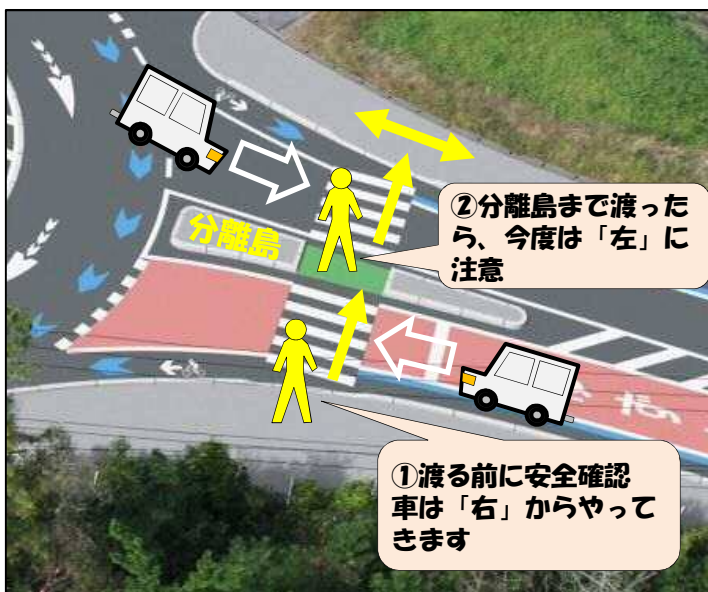 分離島
②分離島まで渡った
ら、今度は「左」に
注意
①渡る前に安全確認
車は「右」からやって
きます